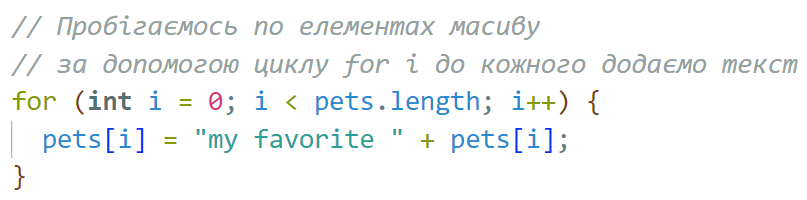 // Пробігаємось по елементах масиву
// за допомогою циклу for і до кожного додаємо текст
for (int i = 0; i < pets.length; i++) {
  pets[i] = "my favorite " + pets[i];
}